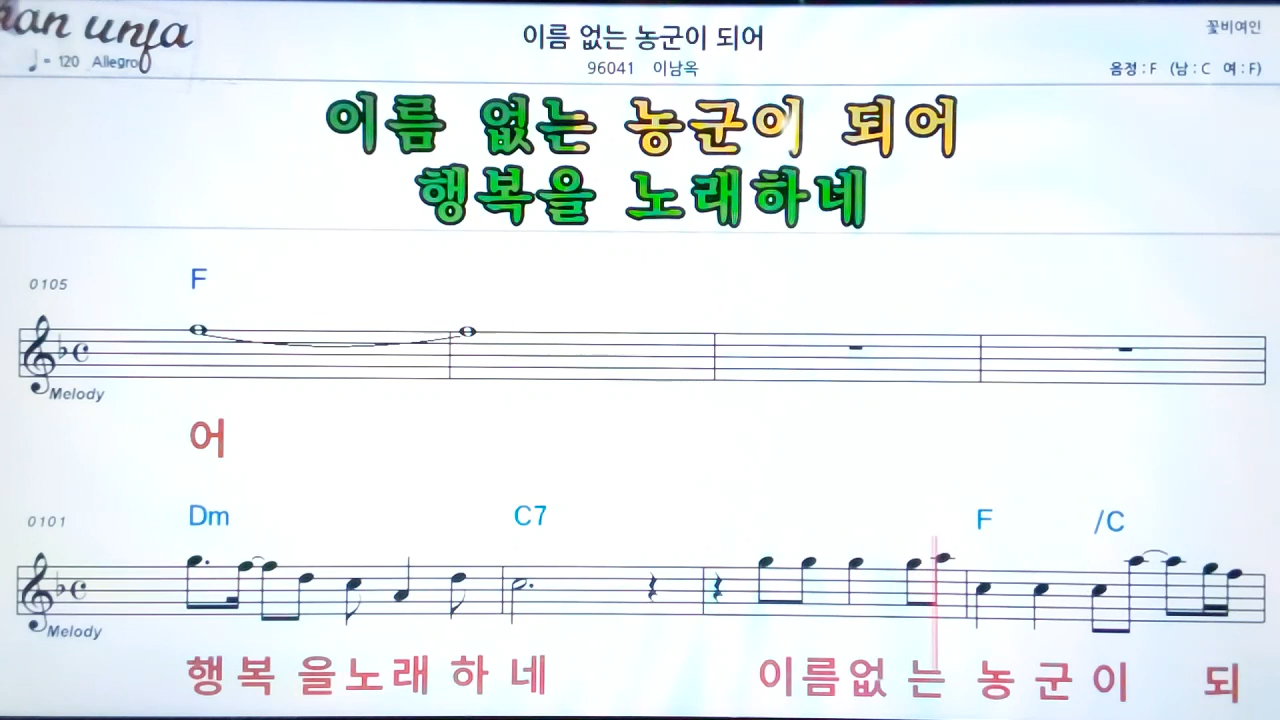 꽃비여인
이름 없는 농군이 되어
♩= 120 Allegro
96041 이남옥
음정 : F (남 : C 여 : F)
이름 없는 농군이 되어
행복을 노래하네
0105
F
Melody
어
0101
Dm C7 F /C
Melody
행복 을노래 하 네 이름없 는 농 군 이 되